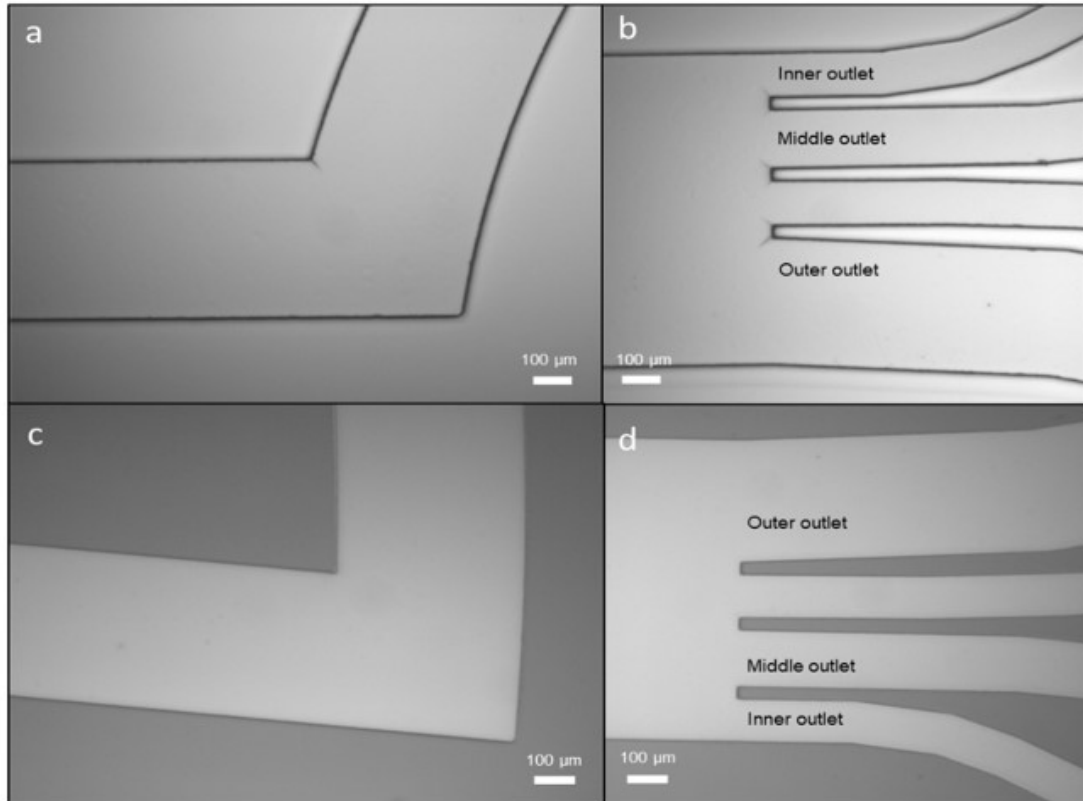 a
b
Inner outlet
Middle outlet
Outer outlet
100 µm
100 µm
c
d
Outer outlet
Middle outlet
Inner outlet
100 µm
100 µm